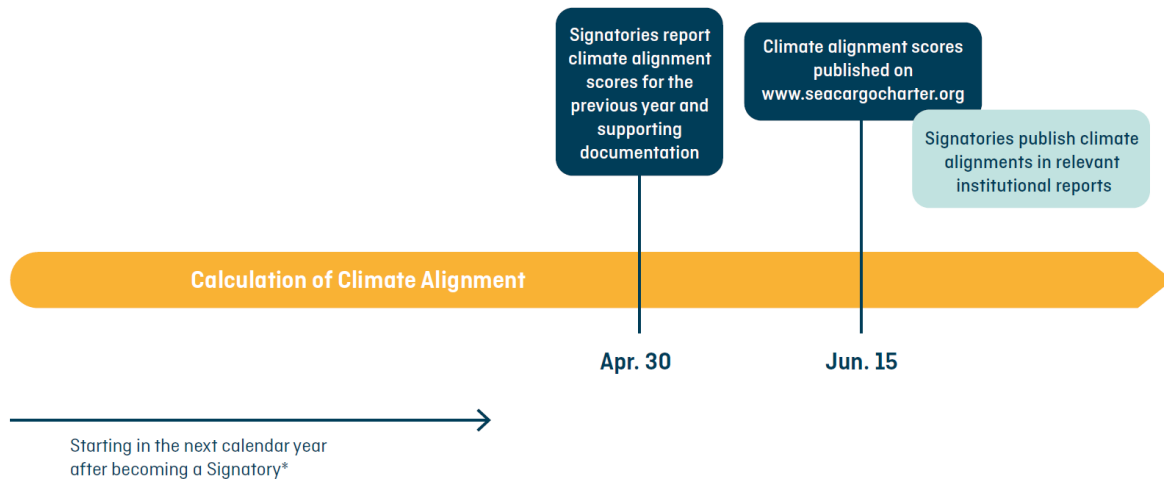 Signatories report
climate alignment
scores for the
previous year and
supporting
documentation
Climate alignment scores
published on
www.seacargocharter.org
Signatories publish climate
alignments in relevant
institutional reports
Calculation of Climate Alignment
Apr. 30
Jun. 15
Starting in the next calendar year
after becoming a Signatory*